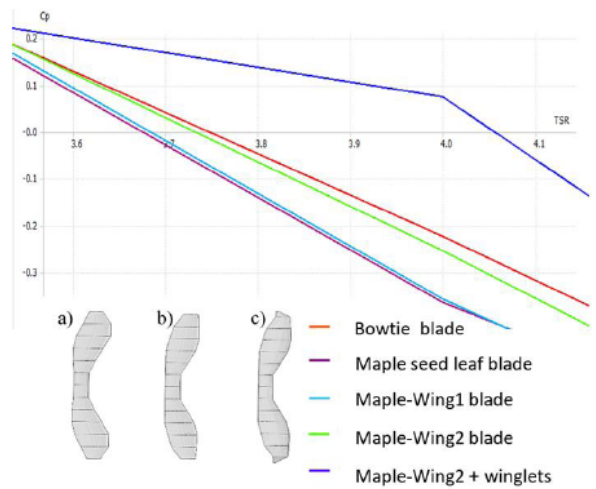 Cp
0.2
0.1
TSR
-0.0
3.6
3.7
3.8
3.9
4.0
4.1
-0.1
-0.2
-0.3
a)
b)
c)
Bowtie blade
Maple seed leaf blade
Maple-Wing1 blade
Maple-Wing2 blade
Maple-Wing2 + winglets